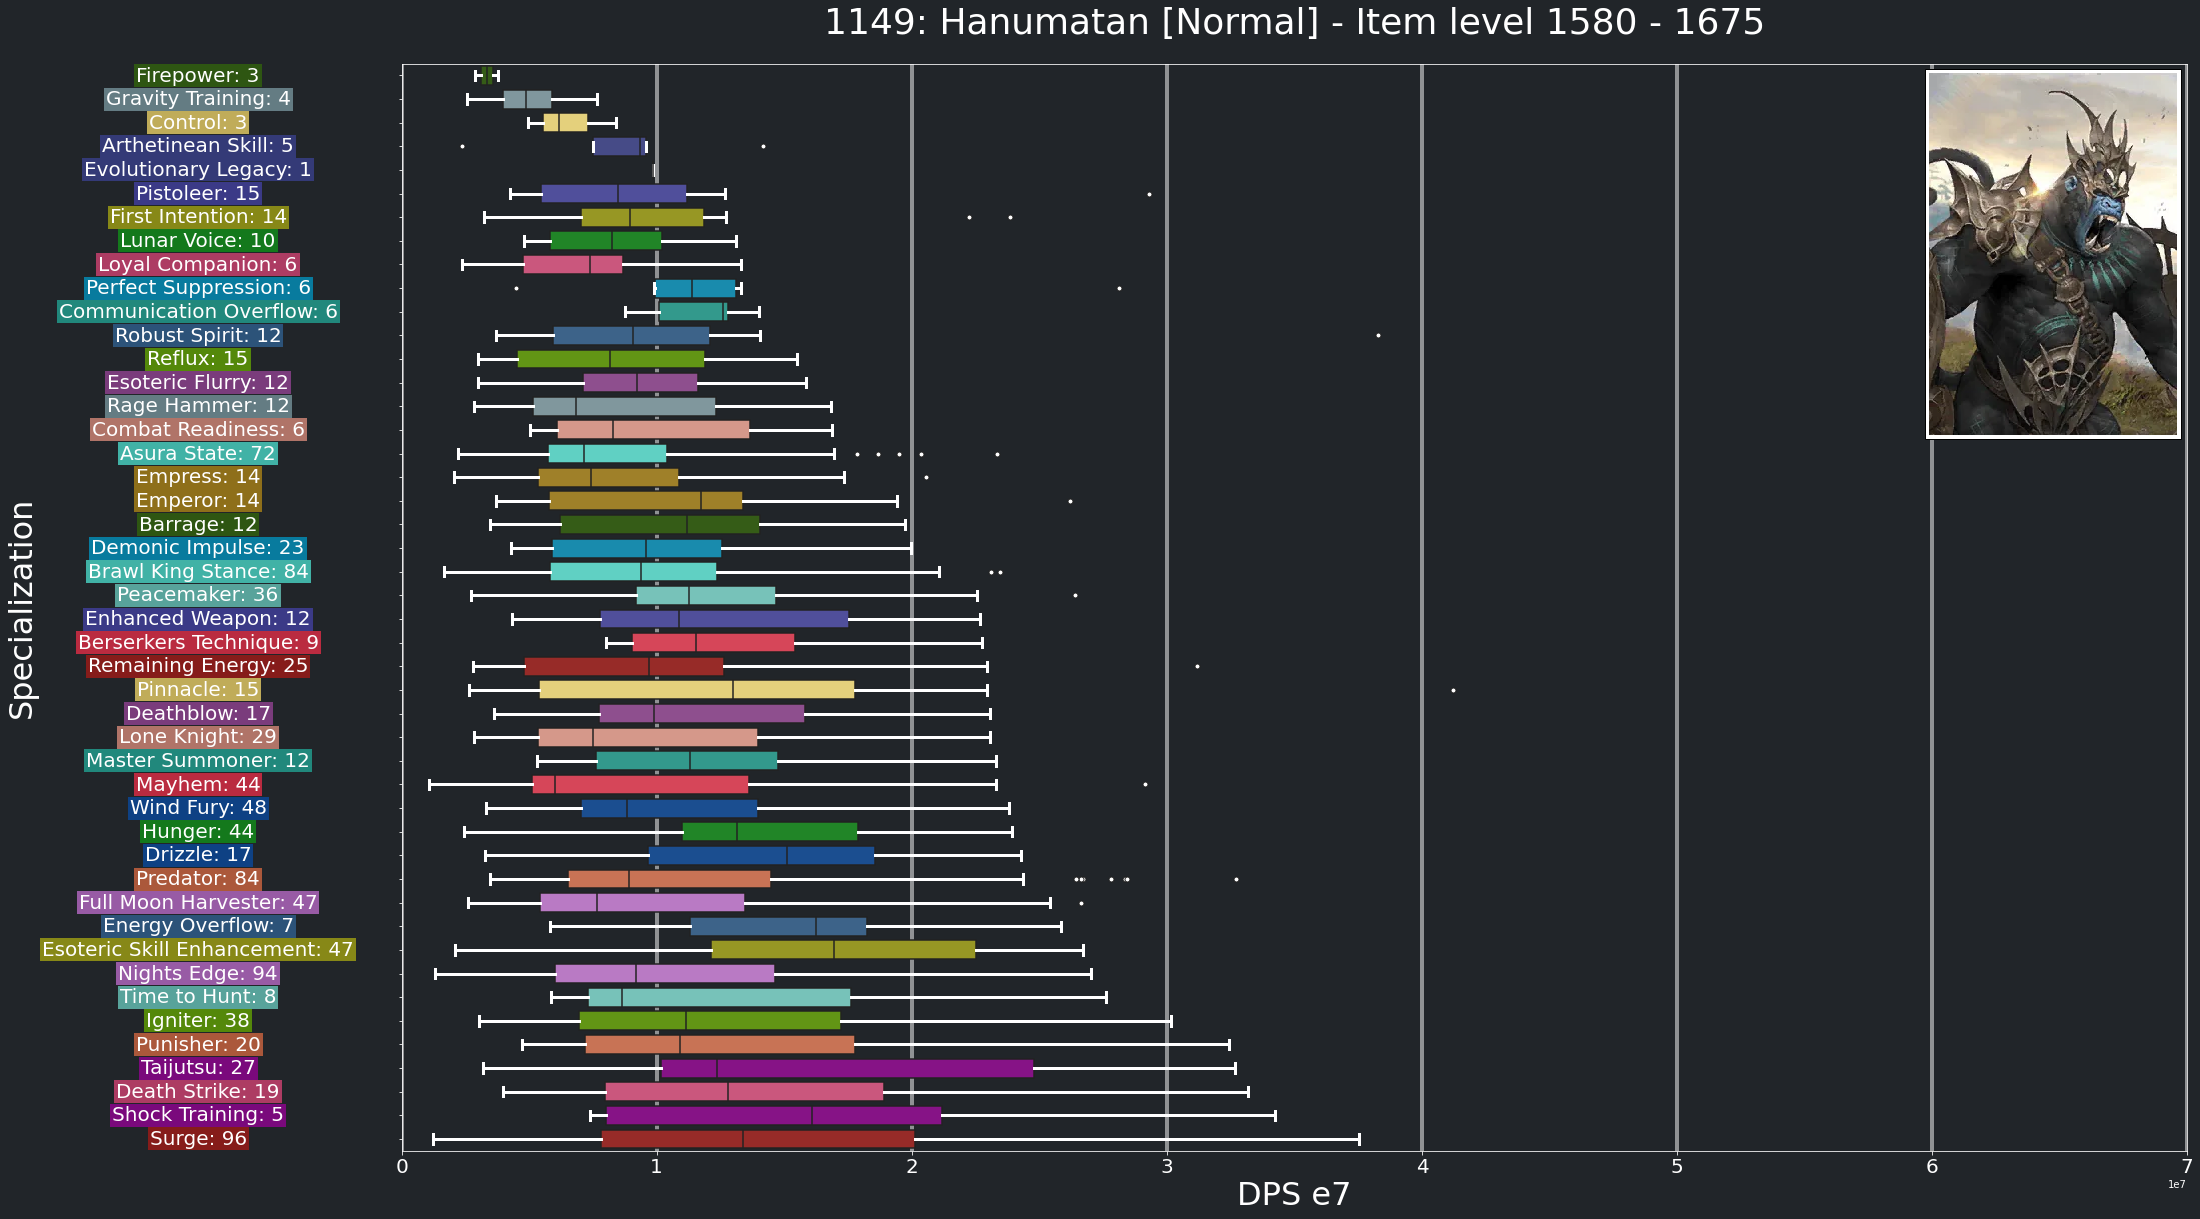 1149: Hanumatan [Normal] - Item level 1580 - 1675
Specialization
Firepower: 3
Gravity Training: 4
Control: 3
Arthetinean Skill: 5
Evolutionary Legacy: 1
Pistoleer: 15
First Intention: 14
Lunar Voice: 10
Loyal Companion: 6
Perfect Suppression: 6
Communication Overflow: 6
Robust Spirit: 12
Reflux: 15
Esoteric Flurry: 12
Rage Hammer: 12
Combat Readiness: 6
Asura State: 72
Empress: 14
Emperor: 14
Barrage: 12
Demonic Impulse: 23
Brawl King Stance: 84
Peacemaker: 36
Enhanced Weapon: 12
Berserkers Technique: 9
Remaining Energy: 25
Pinnacle: 15
Deathblow: 17
Lone Knight: 29
Master Summoner: 12
Mayhem: 44
Wind Fury: 48
Hunger: 44
Drizzle: 17
Predator: 84
Full Moon Harvester: 47
Energy Overflow: 7
Esoteric Skill Enhancement: 47
Nights Edge: 94
Time to Hunt: 8
Igniter: 38
Punisher: 20
Taijutsu: 27
Death Strike: 19
Shock Training: 5
Surge: 96
0 1 2 3 4 5 6 7
1e7
DPS e7